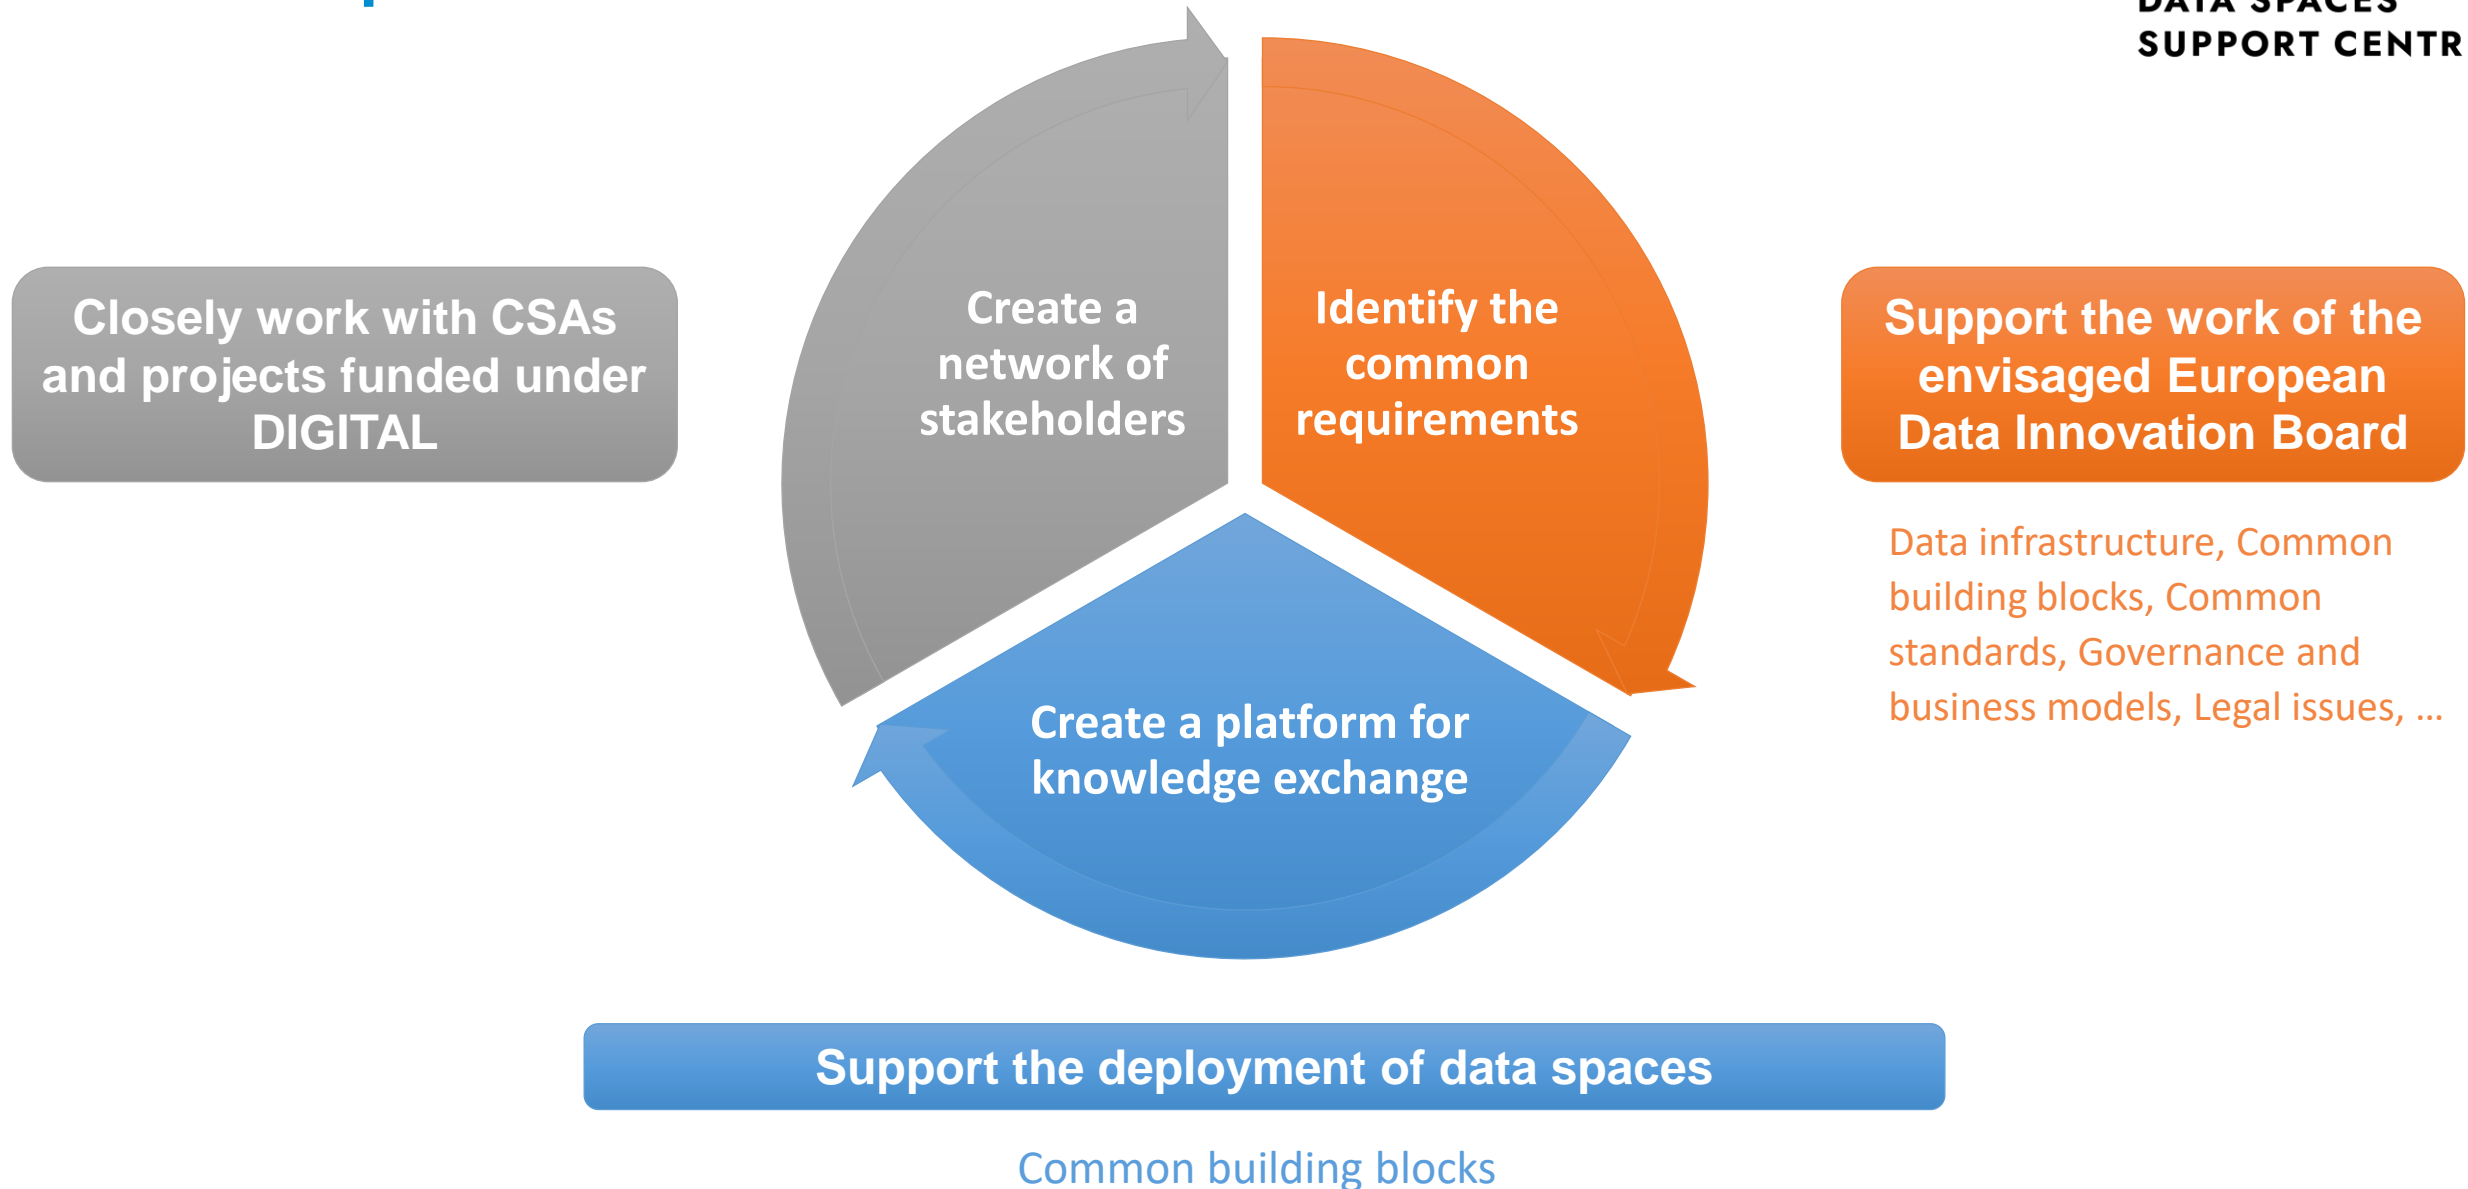 DATA SPACES
SUPPORT CENTR
Create a
network of
stakeholders
Identify the
common
requirements
Closely work with CSAs
and projects funded under
DIGITAL
Support the work of the
envisaged European
Data Innovation Board
Data infrastructure, Common
building blocks, Common
standards, Governance and
business models, Legal issues, ...
Create a platform for
knowledge exchange
Support the deployment of data spaces
Common building blocks